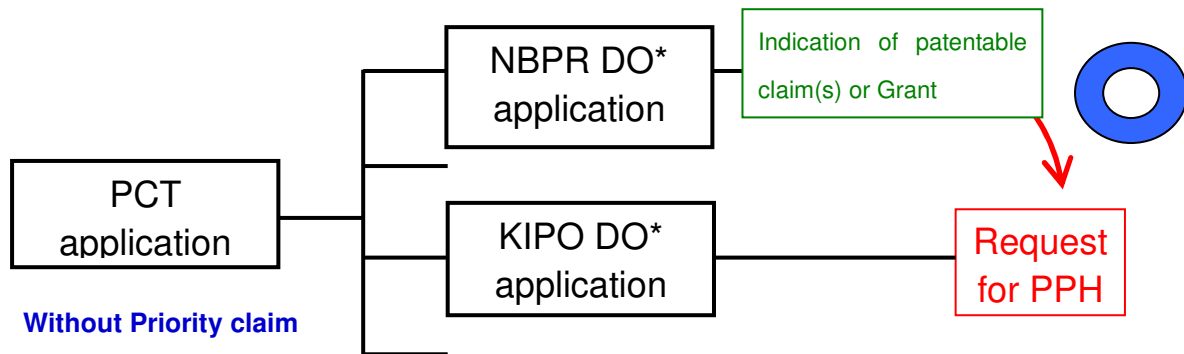 NBPR DO*
application
Indication of patentable
claim(s) or Grant
PCT
application
KIPO DO*
application
Request
for PPH
Without Priority claim